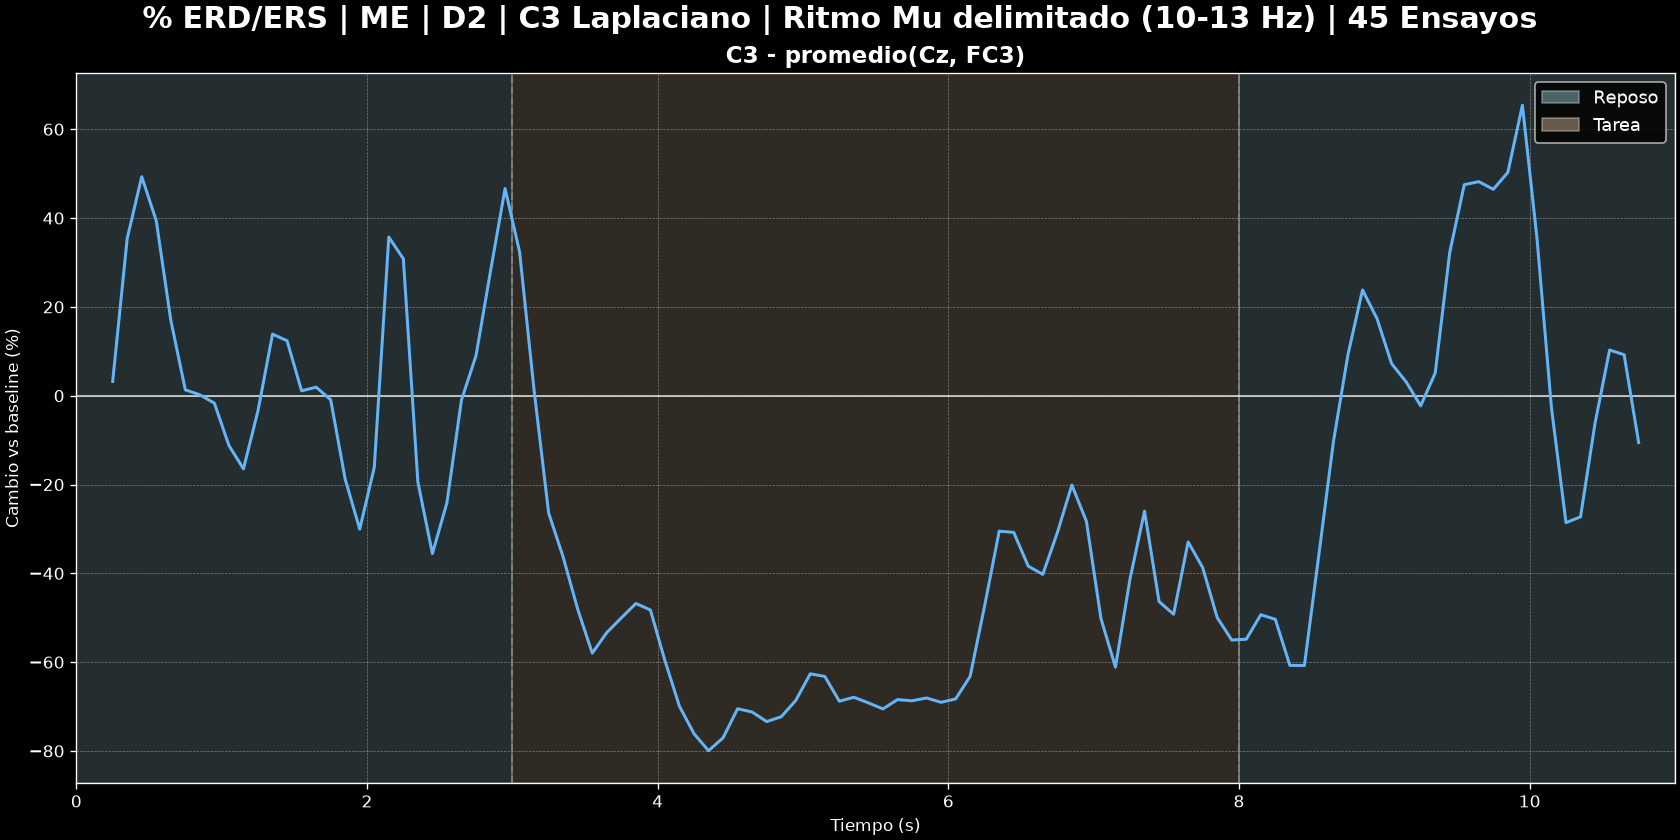 % ERD/ERS | ME | D2 | C3 Laplaciano | Ritmo Mu delimitado (10-13 Hz) | 45 Ensayos
C3 - promedio(Cz, FC3)
Reposo
Tarea
Cambio vs baseline (%)
60
40
20
0
−20
−40
−60
−80
0
2
4
6
8
10
Tiempo (s)